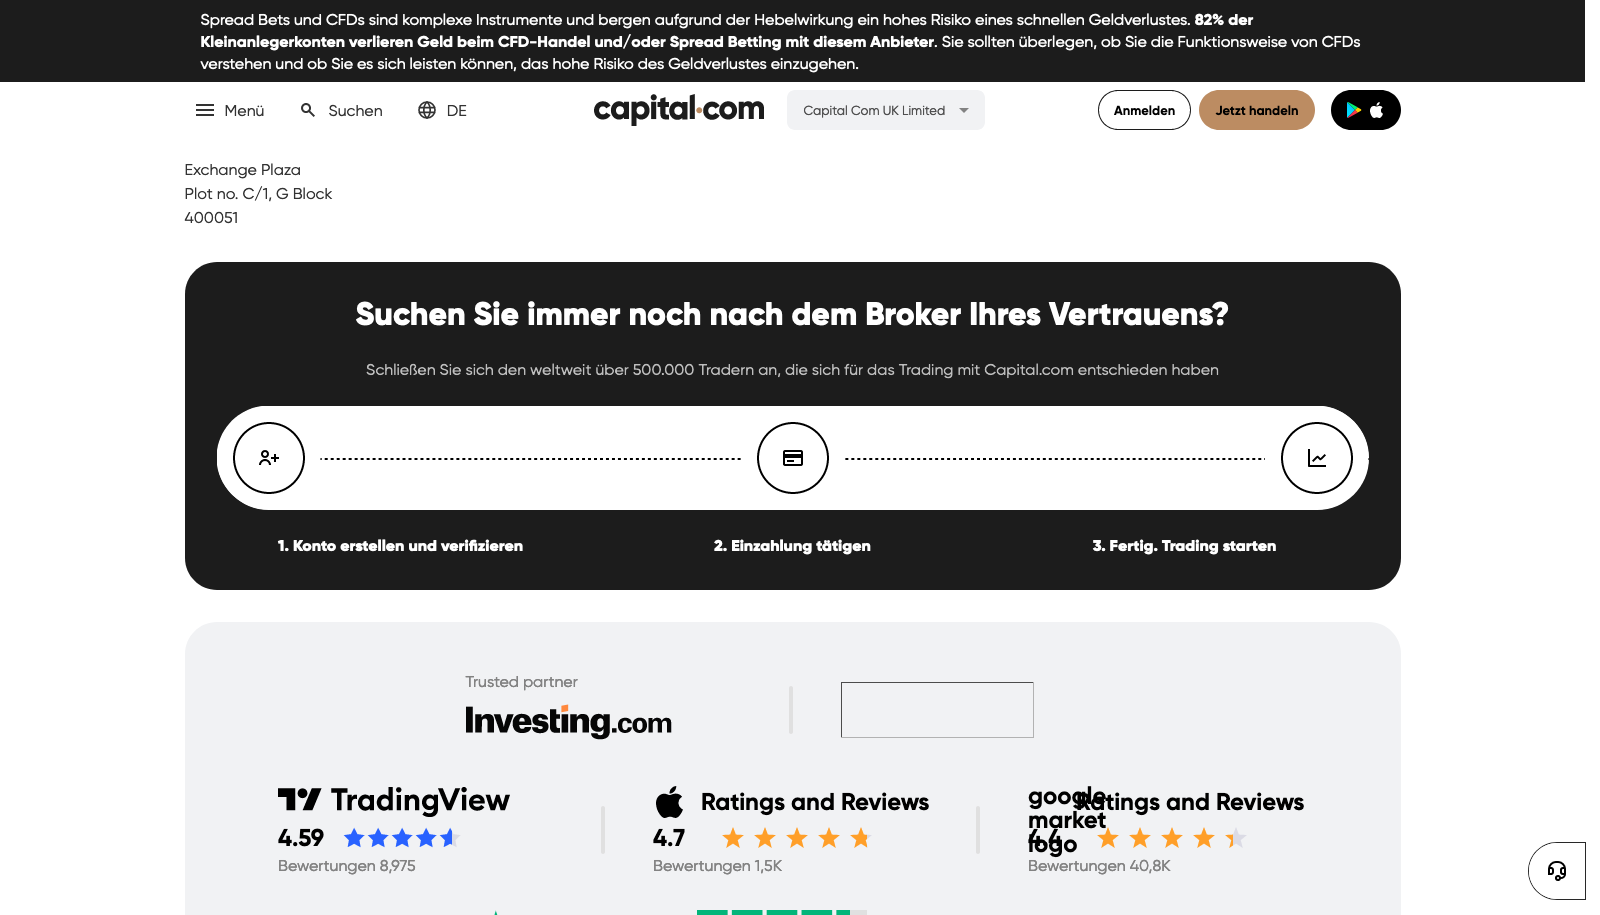 Spread Bets und CFDs sind komplexe Instrumente und bergen aufgrund der Hebelwirkung ein hohes Risiko eines schnellen Geldverlustes. 82% der
Kleinanlegerkonten verlieren Geld beim CFD-Handel und/oder Spread Betting mit diesem Anbieter. Sie sollten überlegen, ob Sie die Funktionsweise von CFDs
verstehen und ob Sie es sich leisten können, das hohe Risiko des Geldverlustes einzugehen.
Menü
Suchen
DE
capital.com
Capital Com UK Limited
Anmelden
Jetzt handeln
Exchange Plaza
Plot no. C/1, G Block
400051
Suchen Sie immer noch nach dem Broker Ihres Vertrauens?
Schließen Sie sich den weltweit über 500.000 Tradern an, die sich für das Trading mit Capital.com entschieden haben
1. Konto erstellen und verifizieren
2. Einzahlung tätigen
3. Fertig. Trading starten
Trusted partner
Investing.com
TradingView
4.59
Bewertungen 8,975
Ratings and Reviews
4.7
Bewertungen 1,5K
google
market
logo
Ratings and Reviews
4.4
Bewertungen 40,8K